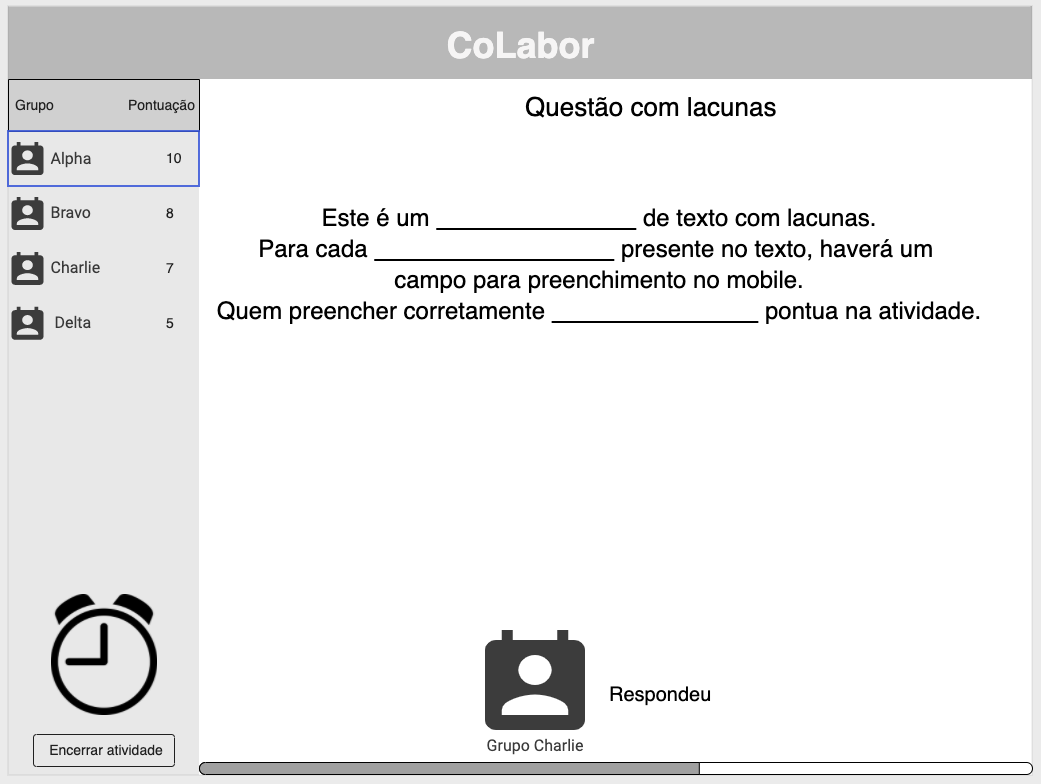 CoLabor
Grupo Pontuação
Alpha 10
Bravo 8
Charlie 7
Delta 5
Encerrar atividade
Questão com lacunas
Este é um _______________ de texto com lacunas.
Para cada __________________ presente no texto, haverá um
campo para preenchimento no mobile.
Quem preencher corretamente ________________ pontua na atividade.
Respondeu
Grupo Charlie